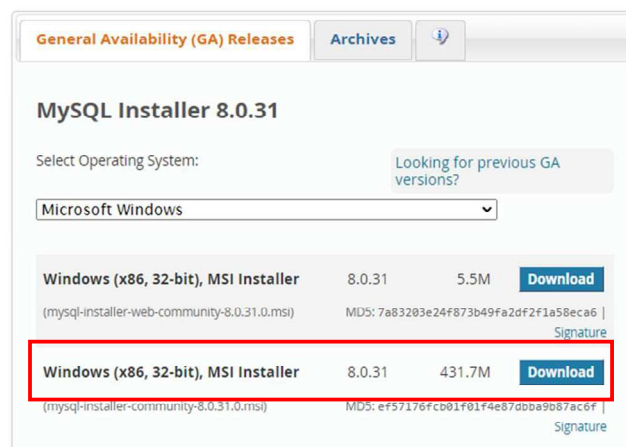 General Availability (GA) Releases
Archives
MySQL Installer 8.0.31
Select Operating System:
Looking for previous GA
versions?
Microsoft Windows
Windows (x86, 32-bit), MSI Installer 8.0.31 5.5M Download
(mysql-installer-web-community-8.0.31.0.msi) MD5: 7a83203e24f873b49fa2df2f1a58eca6 |
Signature
Windows (x86, 32-bit), MSI Installer 8.0.31 431.7M Download
(mysql-installer-community-8.0.31.0.msi) MD5: ef57176fcb01f01f4e87dbba9b87ac6f |
Signature